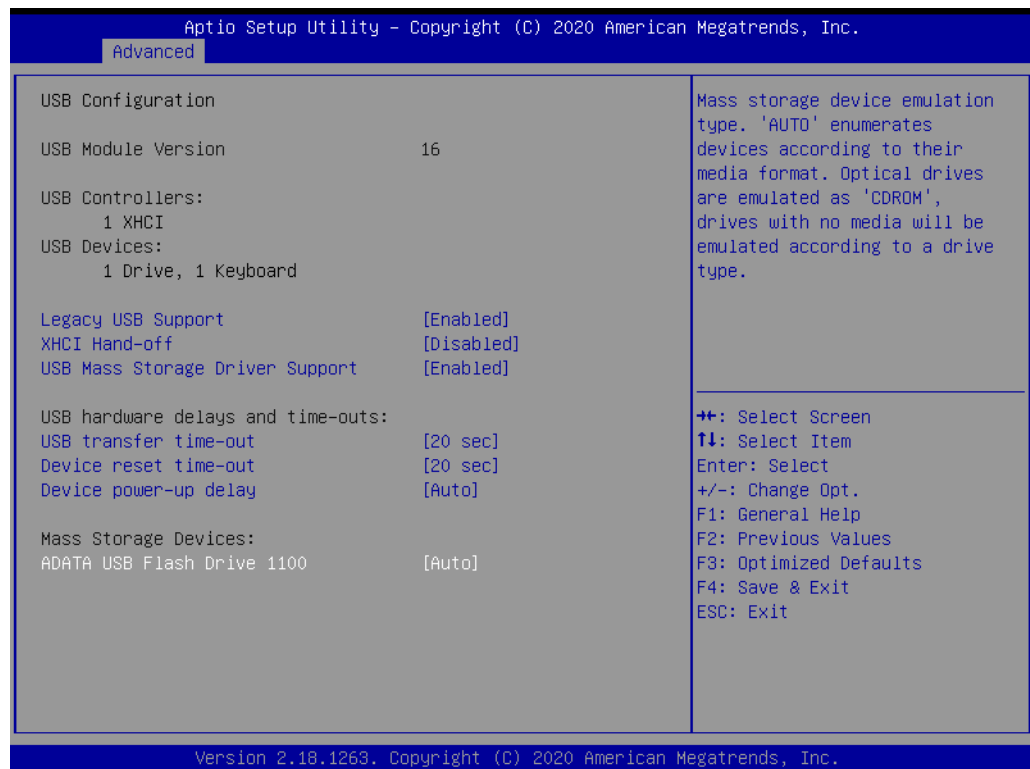 Aptio Setup Utility – Copyright (C) 2020 American Megatrends, Inc.
Advanced
USB Configuration
USB Module Version 16
USB Controllers:
1 XHCI
USB Devices:
1 Drive, 1 Keyboard
Legacy USB Support [Enabled]
XHCI Hand-off [Disabled]
USB Mass Storage Driver Support [Enabled]
USB hardware delays and time-outs:
USB transfer time-out [20 sec]
Device reset time-out [20 sec]
Device power-up delay [Auto]
Mass Storage Devices:
ADATA USB Flash Drive 1100 [Auto]
Mass storage device emulation
type. 'AUTO' enumerates
devices according to their
media format. Optical drives
are emulated as 'CDROM',
drives with no media will be
emulated according to a drive
type.
→←: Select Screen
↑↓: Select Item
Enter: Select
+/-: Change Opt.
F1: General Help
F2: Previous Values
F3: Optimized Defaults
F4: Save & Exit
ESC: Exit
Version 2.18.1263. Copyright (C) 2020 American Megatrends, Inc.